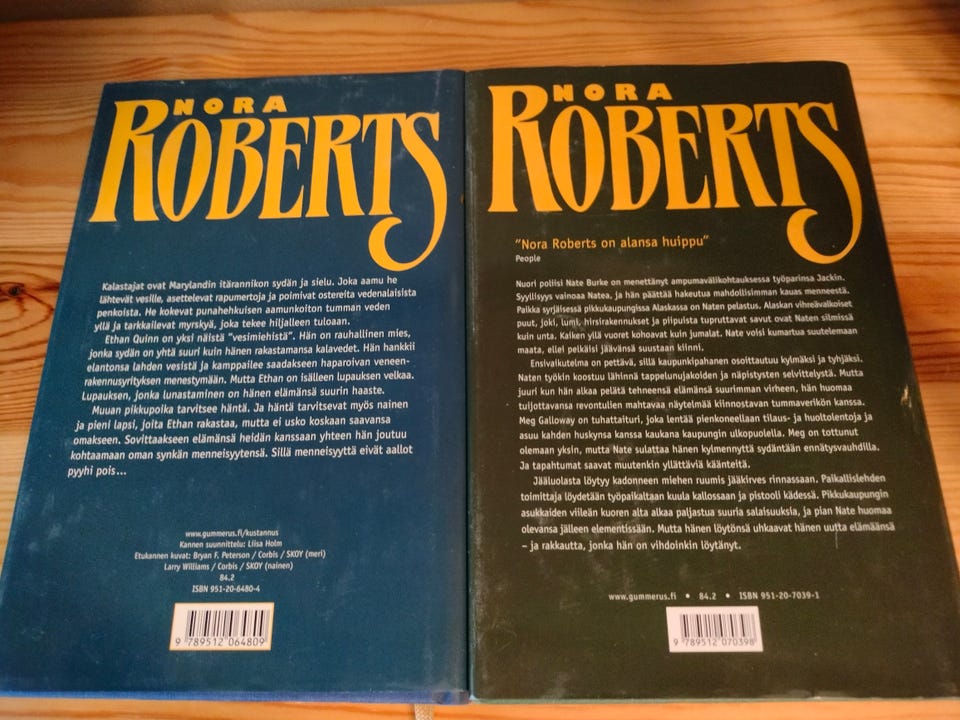 NORA
ROBERTS
Kalastajat ovat Marylandin itärannikon sydän ja sielu. Joka aamu he
lähtevät vesille, asettelevat rapumertoja ja poimivat ostereita vedenalaisista
penkoista. He kokevat punahehkuisen aamunkoiton tumman veden
yllä ja tarkkailevat myrskyä, joka tekee hiljalleen tuloaan.
Ethan Quinn on yksi näistä "vesimiehistä". Hän on rauhallinen mies,
jonka sydän on yhtä suuri kuin hänen rakastamansa kalavedet. Hän hankkii
elantonsa lahden vesistä ja kamppailee saadakseen haparoivan veneen-
rakennusyrityksen menestymään. Mutta Ethan on isälleen lupauksen velkaa.
Lupauksen, jonka lunastaminen on hänen elämänsä suurin haaste.
Muuan pikkupoika tarvitsee häntä. Ja häntä tarvitsevat myös nainen
ja pieni lapsi, joita Ethan rakastaa, mutta ei usko koskaan saavansa
omakseen. Sovittaakseen elämänsä heidän kanssaan yhteen hän joutuu
kohtaamaan oman synkän menneisyytensä. Sillä menneisyyttä eivät aallot
pyyhi pois...
www.gummerus.fi/kustannus
Kannen suunnittelu: Liisa Holm
Etukannen kuvat: Bryan F. Peterson / Corbis / SKOY (meri)
Larry Williams / Corbis / SKOY (nainen)
84.2
ISBN 951-20-6480-4
9 789512 064809
NORA
ROBERTS
"Nora Roberts on alansa huippu"
People
Nuori poliisi Nate Burke on menettänyt ampumavälikohtauksessa työparinsa Jackin.
Syyllisyys vainoaa Natea, ja hän päättää hakeutua mahdollisimman kauas menneestä.
Paikka syrjäisessä pikkukaupungissa Alaskassa on Naten pelastus. Alaskan vihreävalkoiset
puut, joki, lumi, hirsirakennukset ja piipuista tupruttavat savut ovat Naten silmissä
kuin unta. Kaiken yllä vuoret kohoavat kuin jumalat. Nate voisi kumartua suutelemaan
maata, ellei pelkäisi jäävänsä suustaan kiinni.
Ensivaikutelma on pettävä, sillä kaupunkipahanen osoittautuu kylmäksi ja tyhjäksi.
Naten työkin koostuu lähinnä tappelunujakoiden ja näpistysten selvittelystä. Mutta
juuri kun hän alkaa pelätä tehneensä elämänsä suurimman virheen, hän huomaa
tuijottavansa revontulien mahtavaa näytelmää kiinnostavan tummaverikön kanssa.
Meg Galloway on tuhattaituri, joka lentää pienkoneellaan tilaus- ja huoltolentoja ja
asuu kahden huskynsa kanssa kaukana kaupungin ulkopuolella. Meg on tottunut
olemaan yksin, mutta Nate sulattaa hänen kylmennyttä sydäntään ennätysvauhdilla.
Ja tapahtumat saavat muutenkin yllättäviä käänteitä.
Jääluolasta löytyy kadonneen miehen ruumis jääkirves rinnassaan. Paikallislehden
toimittaja löydetään työpaikaltaan kuula kallossaan ja pistooli kädessä. Pikkukaupungin
asukkaiden viileän kuoren alta alkaa paljastua suuria salaisuuksia, ja pian Nate huomaa
olevansa jälleen elementissään. Mutta hänen löytönsä uhkaavat hänen uutta elämäänsä
– ja rakkautta, jonka hän on vihdoinkin löytänyt.
www.gummerus.fi • 84.2 • ISBN 951-20-7039-1
9 789512 070398